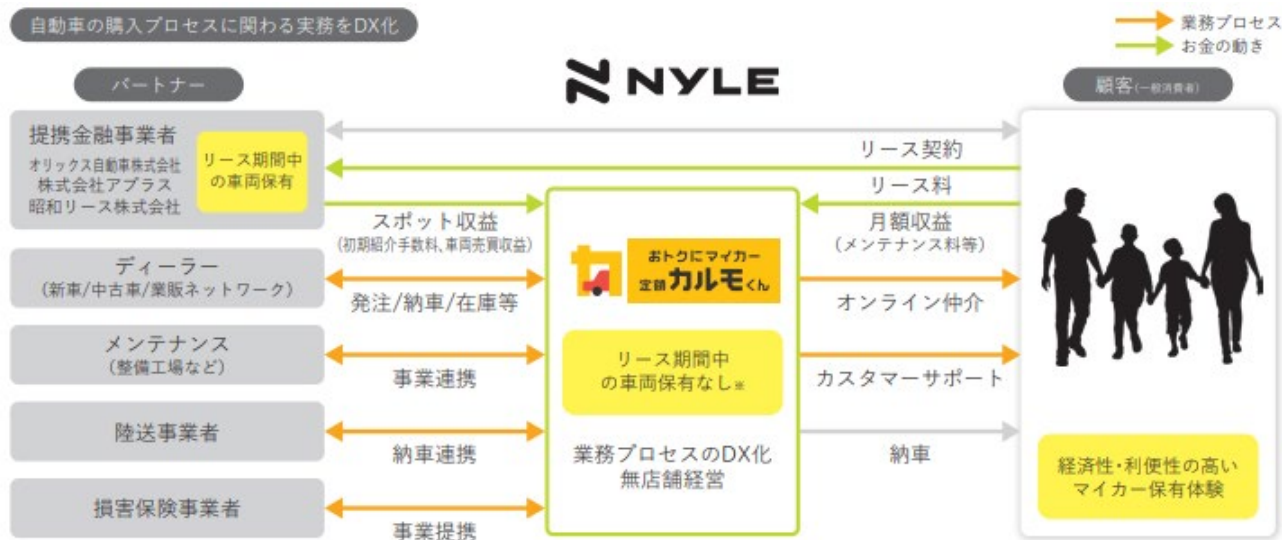 自動車の購入プロセスに関わる実務をDX化
業務プロセス
お金の動き
パートナー
NYLE
顧客(一般消費者)
提携金融事業者
オリックス自動車株式会社
株式会社アプラス
昭和リース株式会社
リース期間中
の車両保有
リース契約
リース料
スポット収益
(初期紹介手数料、車両売買収益)
月額収益
(メンテナンス料等)
ディーラー
(新車/中古車/業販ネットワーク)
発注/納車/在庫等
カ
おトクにマイカー
定額カルモくん
オンライン仲介
メンテナンス
(整備工場など)
事業連携
リース期間中
の車両保有なし※
カスタマーサポート
陸送事業者
納車連携
業務プロセスのDX化
無店舗経営
納車
損害保険事業者
事業提携
経済性・利便性の高い
マイカー保有体験